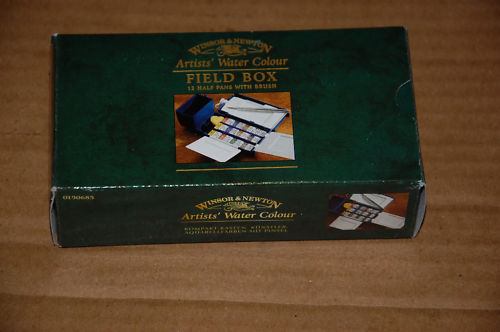 WINSOR & NEWTON
Artists' Water Colour
FIELD BOX
12 HALF PANS WITH BRUSH
0190685
WINSOR & NEWTON
Artists' Water Colour
KOMPAKT-KASTEN, KÜNSTLER-
AQUARELLFARBEN MIT PINSEL